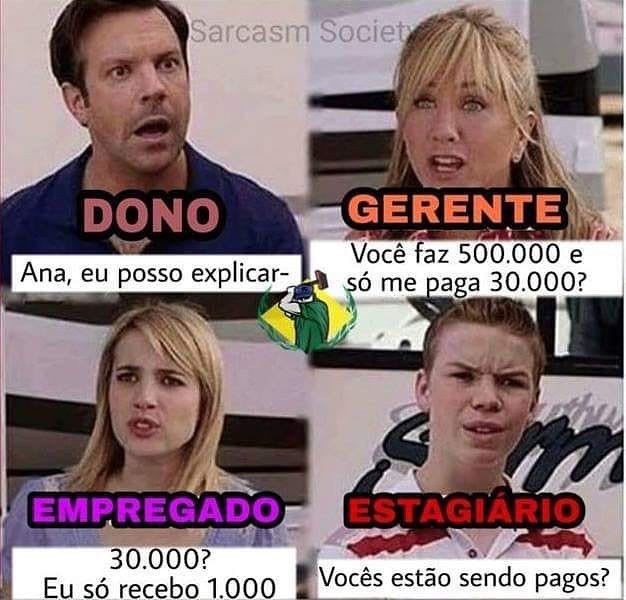 Sarcasm Society
DONO
Ana, eu posso explicar-
GERENTE
Você faz 500.000 e
só me paga 30.000?
EMPREGADO
30.000?
Eu só recebo 1.000
ESTAGIÁRIO
Vocês estão sendo pagos?